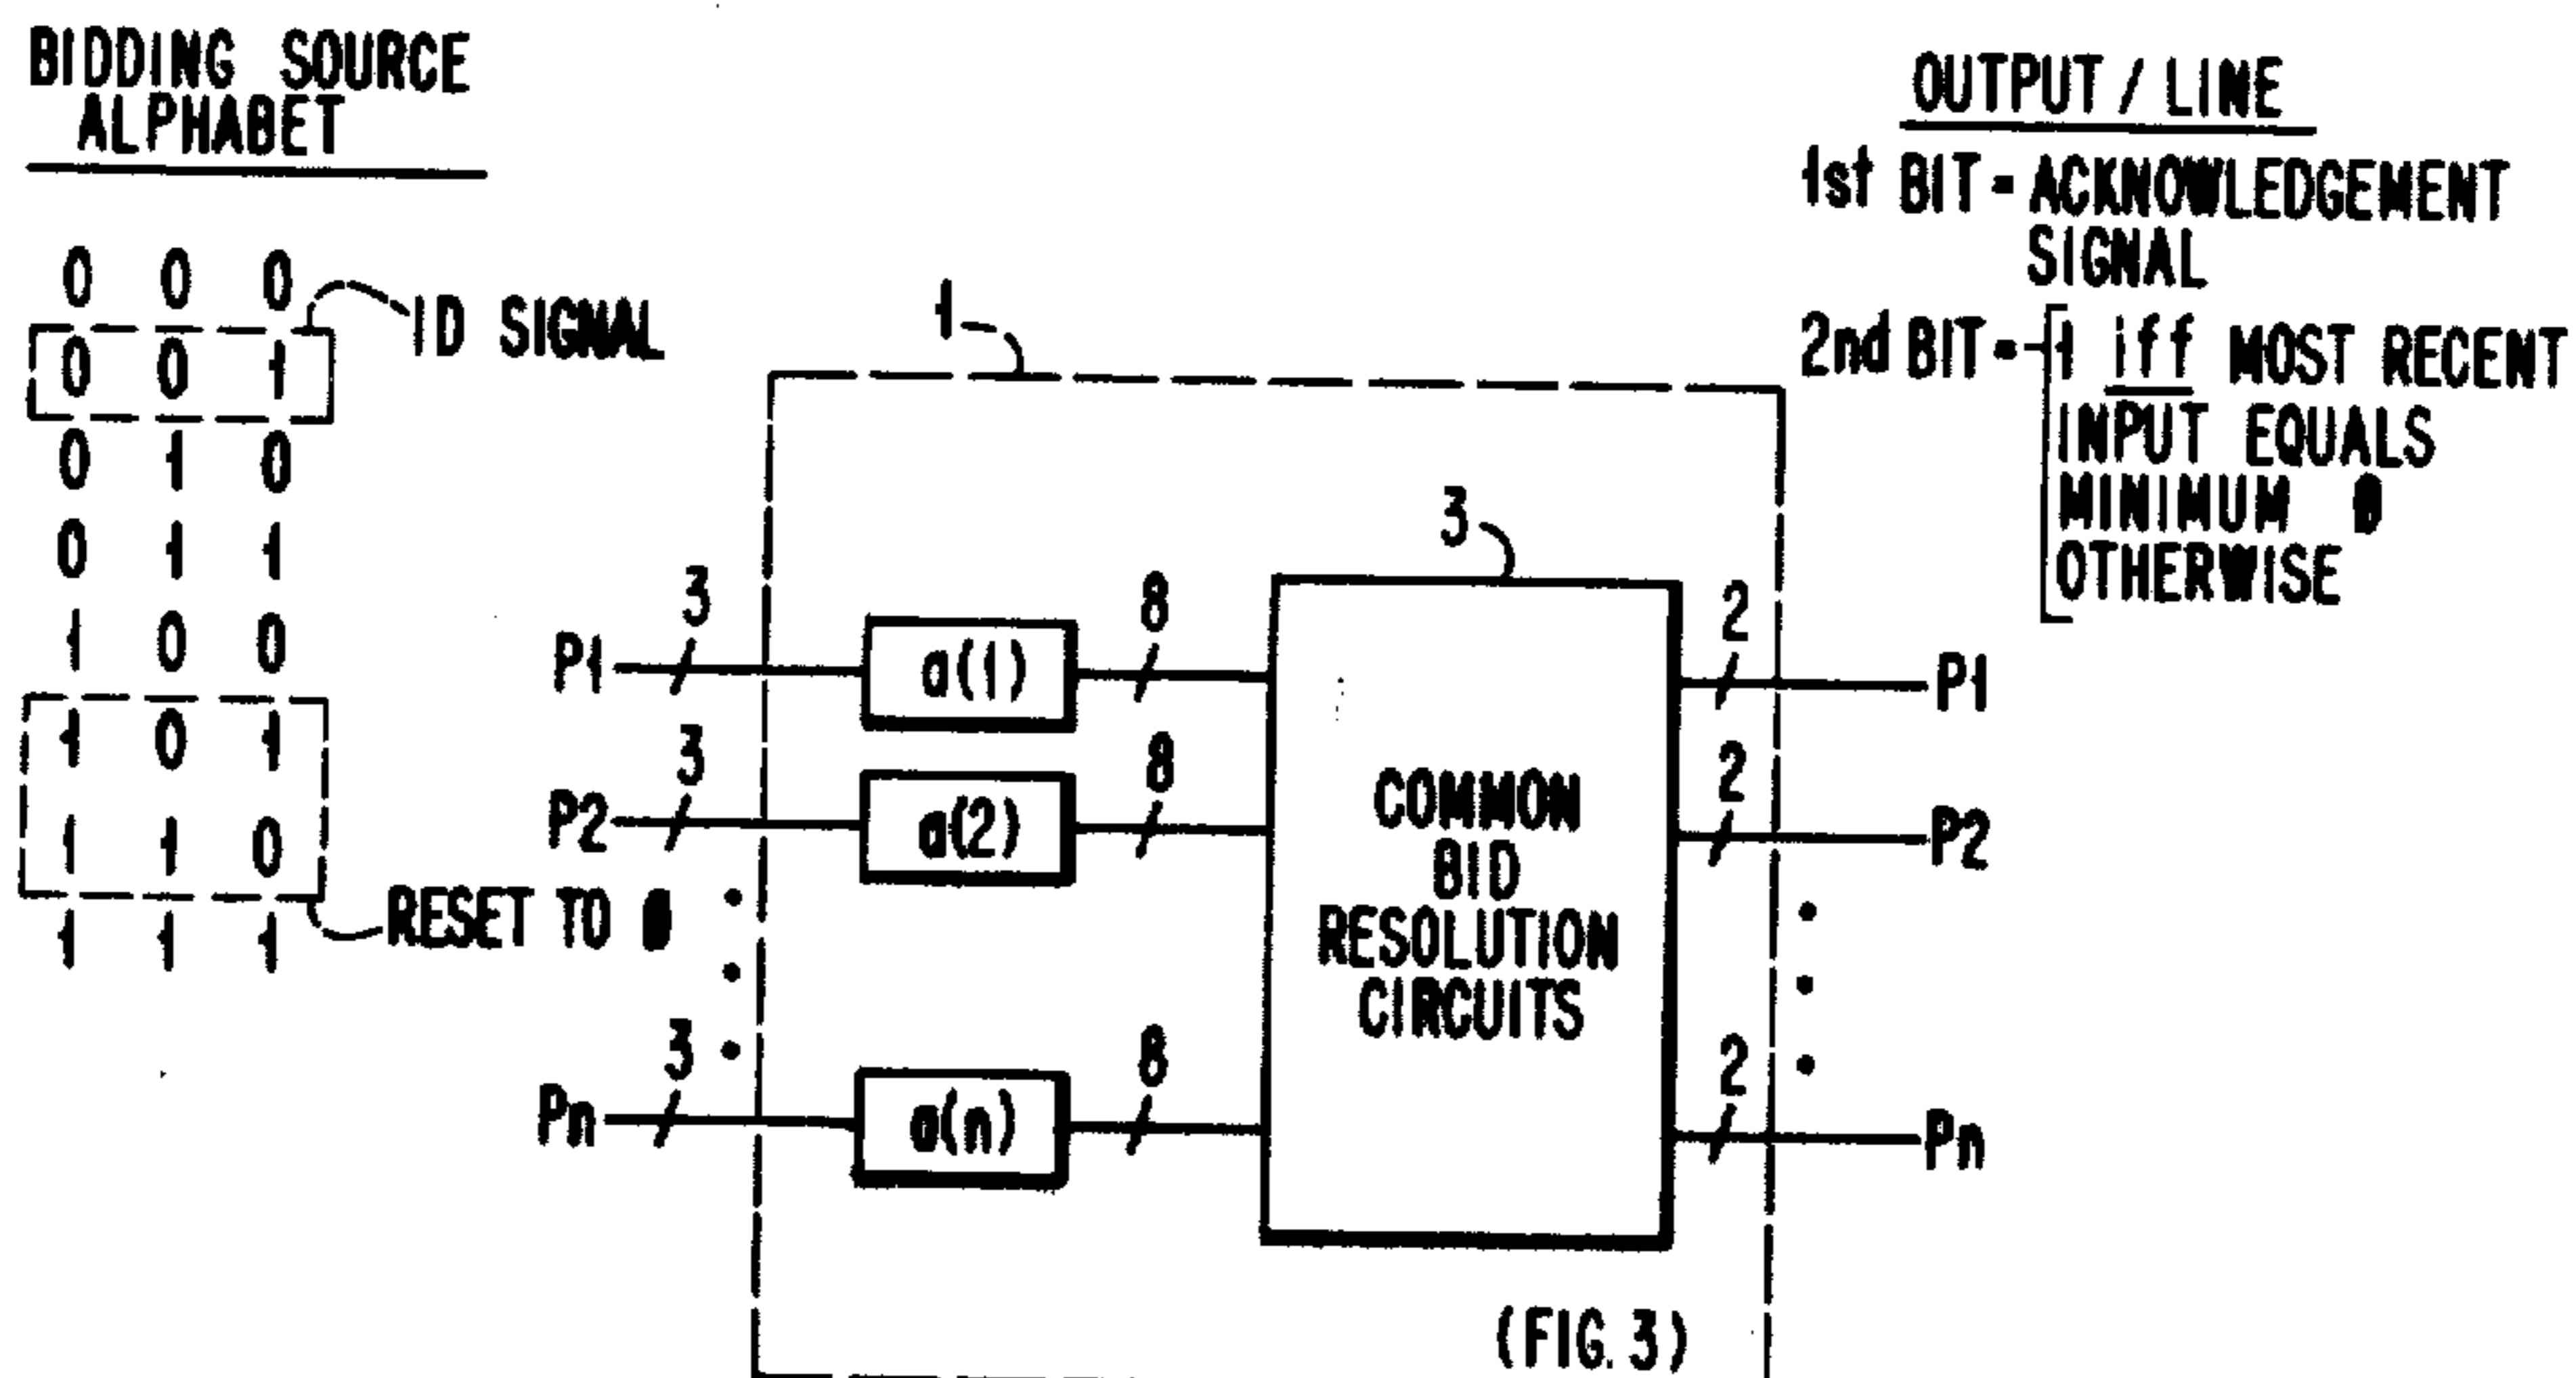 BIDDING SOURCE
ALPHABET
0 0 0
ID SIGNAL
0 0 1
0 1 0
0 1 1
1 0 0
1 0 1
1 1 0
RESET TO 0
1 1 1
1
3
P1 3 a(1) 8 2 P1
P2 3 a(2) 8 2 P2
Pn 3 a(n) 8 2 Pn
COMMON
BID
RESOLUTION
CIRCUITS
(FIG. 3)
OUTPUT / LINE
1st BIT = ACKNOWLEDGEMENT
SIGNAL
2nd BIT = 1 iff MOST RECENT
INPUT EQUALS
MINIMUM 0
OTHERWISE